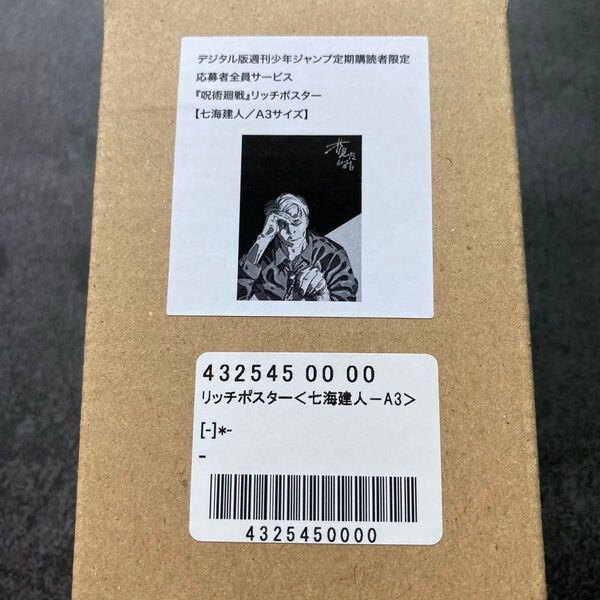 デジタル版週刊少年ジャンプ定期購読者限定
応募者全員サービス
『呪術廻戦』リッチポスター
【七海建人／A3サイズ】
432545 00 00
リッチポスター＜七海建人－A3＞
[-]*-
-
4325450000